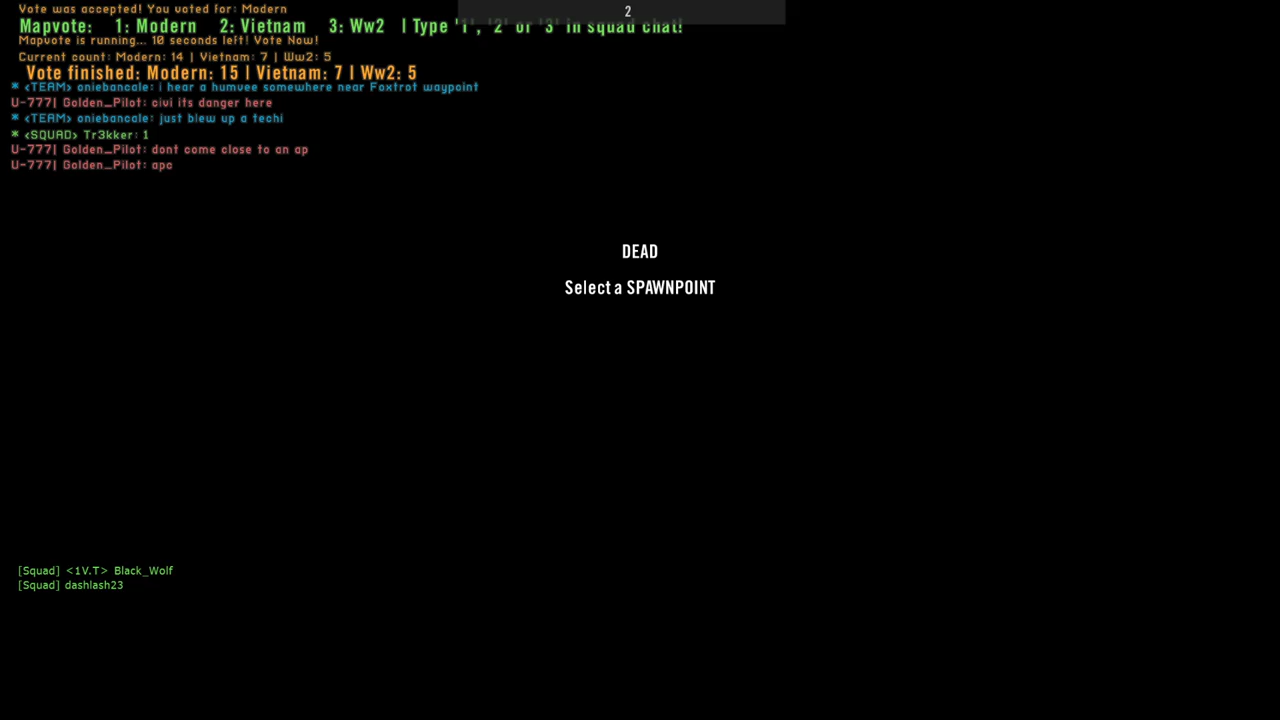 2
Vote was accepted! You voted for: Modern
Mapvote: 1: Modern 2: Vietnam 3: Ww2 | Type '1', '2' or '3' in squad chat!
Mapvote is running... 10 seconds left! Vote Now!
Current count: Modern: 14 | Vietnam: 7 | Ww2: 5
Vote finished: Modern: 15 | Vietnam: 7 | Ww2: 5
* <TEAM> oniebancale: i hear a humvee somewhere near Foxtrot waypoint
U-777| Golden_Pilot: civi its danger here
* <TEAM> oniebancale: just blew up a techi
* <SQUAD> Tr3kker: 1
U-777| Golden_Pilot: dont come close to an ap
U-777| Golden_Pilot: apc
DEAD
Select a SPAWNPOINT
[Squad] <1V.T> Black_Wolf
[Squad] dashlash23